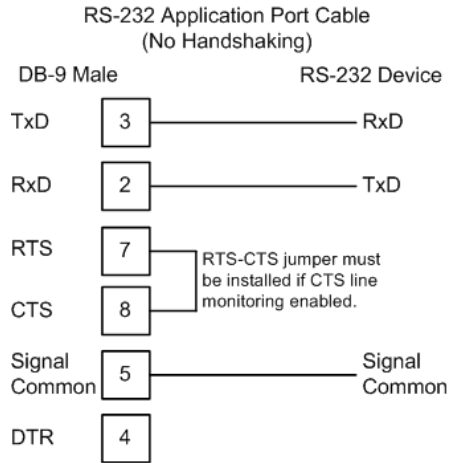 RS-232 Application Port Cable
(No Handshaking)
DB-9 Male RS-232 Device
TxD 3 RxD
RxD 2 TxD
RTS 7
RTS-CTS jumper must
be installed if CTS line
monitoring enabled.
CTS 8
Signal
Common 5 Signal
Common
DTR 4